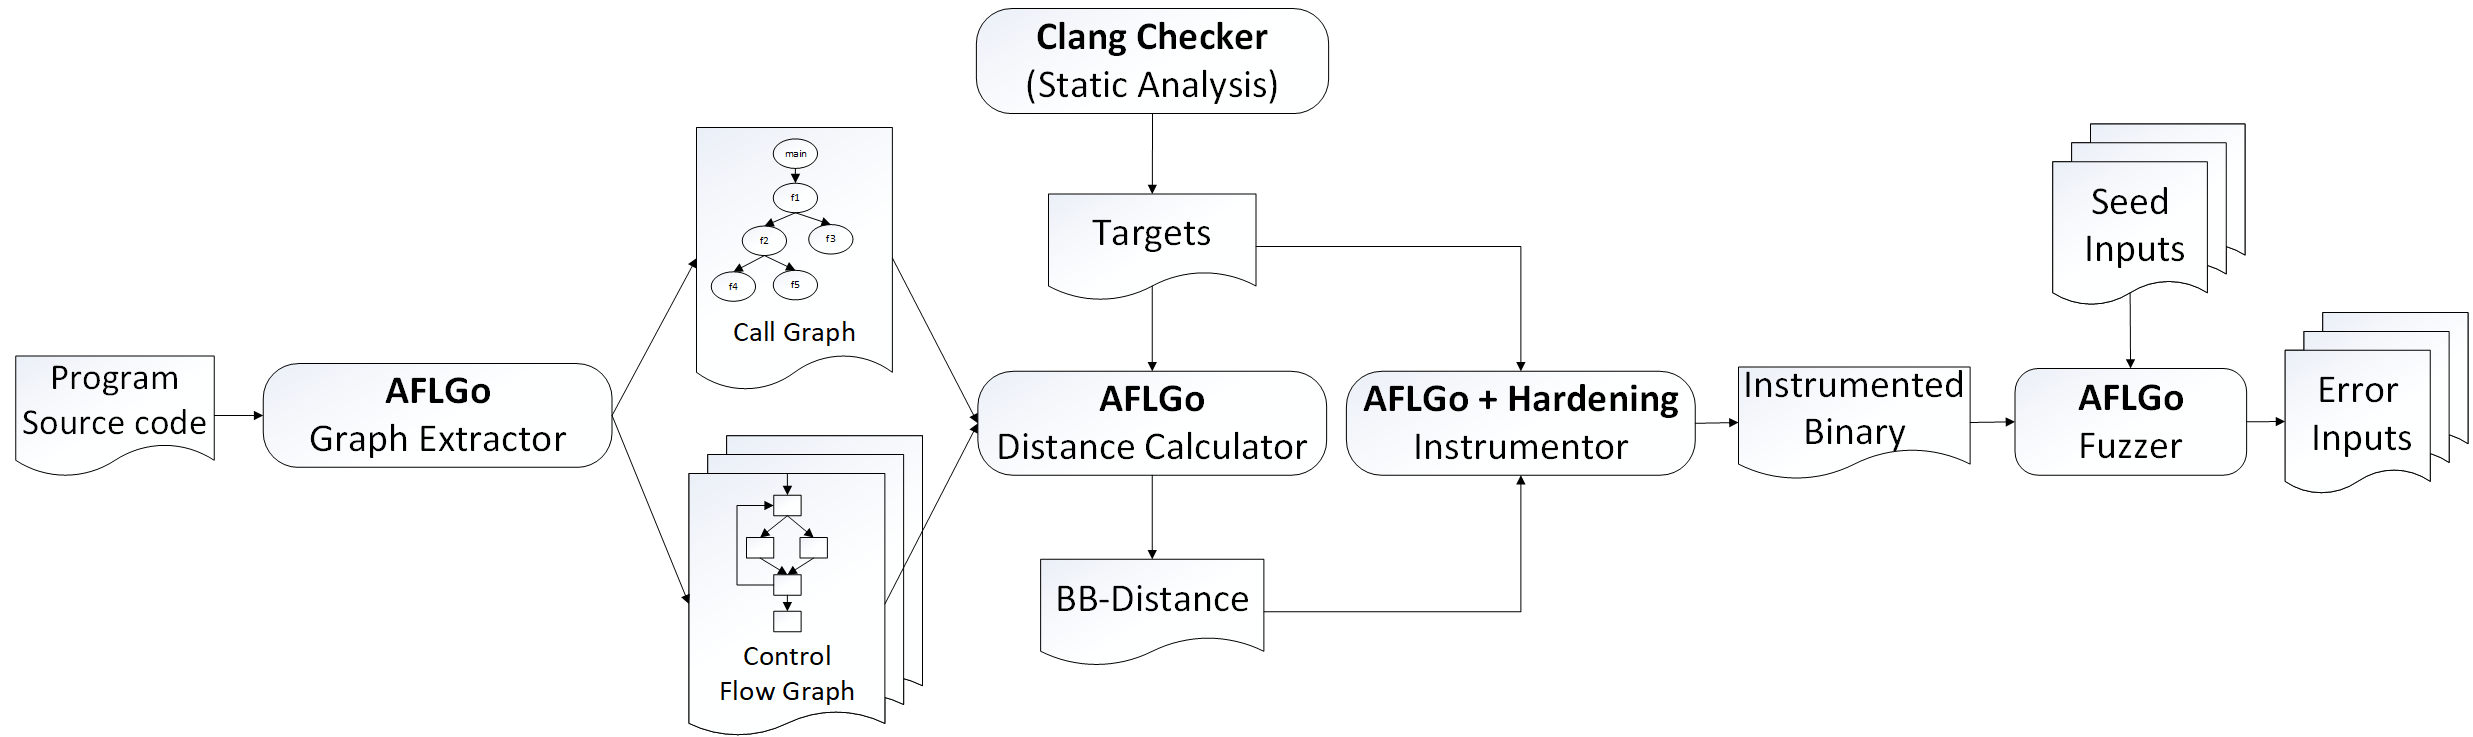 Clang Checker
(Static Analysis)
main
f1
f2
f3
f4
f5
Call Graph
Targets
Seed
Inputs
Program
Source code
AFLGo
Graph Extractor
AFLGo
Distance Calculator
AFLGo + Hardening
Instrumentor
Instrumented
Binary
AFLGo
Fuzzer
Error
Inputs
BB-Distance
Control
Flow Graph